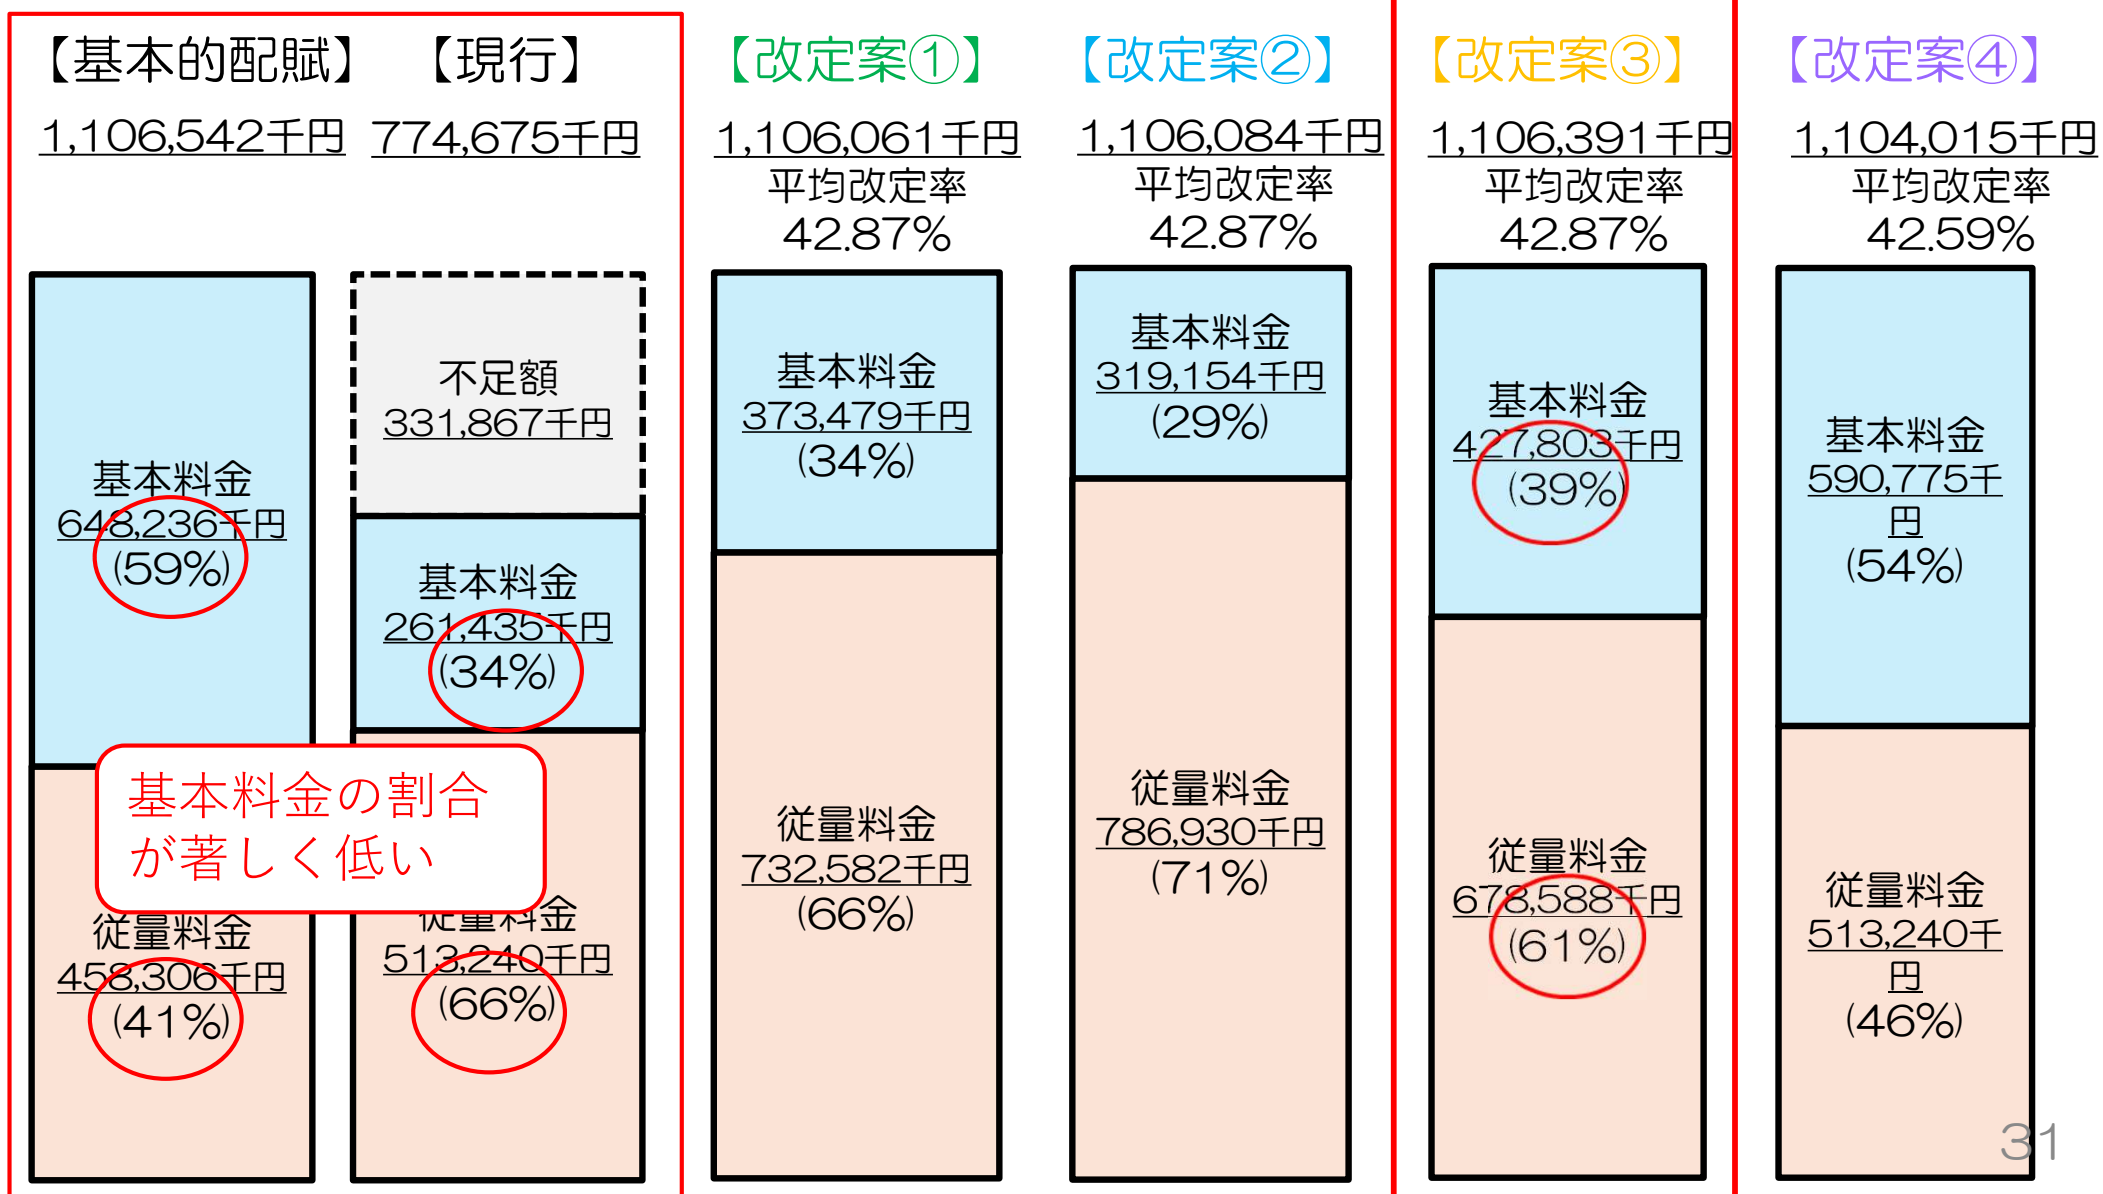 【基本的配賦】
1,106,542千円
基本料金
648,236千円
(59%)
従量料金
458,306千円
(41%)
【現行】
774,675千円
不足額
331,867千円
基本料金
261,435千円
(34%)
従量料金
513,240千円
(66%)
基本料金の割合
が著しく低い
【改定案①】
1,106,061千円
平均改定率
42.87%
基本料金
373,479千円
(34%)
従量料金
732,582千円
(66%)
【改定案②】
1,106,084千円
平均改定率
42.87%
基本料金
319,154千円
(29%)
従量料金
786,930千円
(71%)
【改定案③】
1,106,391千円
平均改定率
42.87%
基本料金
427,803千円
(39%)
従量料金
678,588千円
(61%)
【改定案④】
1,104,015千円
平均改定率
42.59%
基本料金
590,775千
円
(54%)
従量料金
513,240千
円
(46%)
31